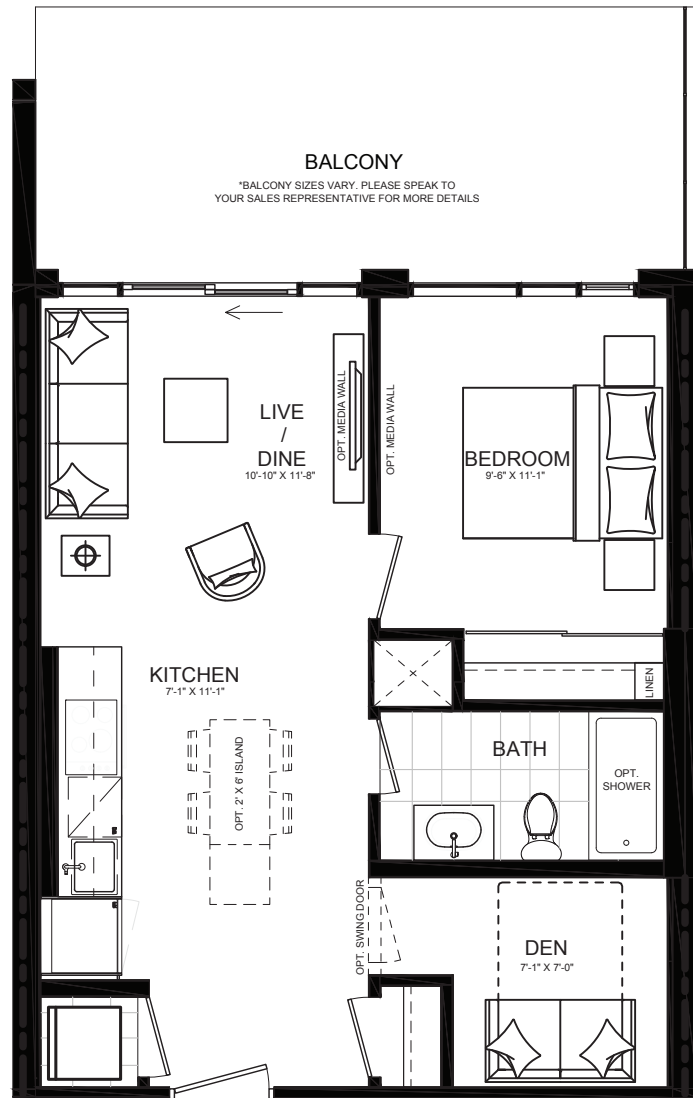 BALCONY
*BALCONY SIZES VARY. PLEASE SPEAK TO
YOUR SALES REPRESENTATIVE FOR MORE DETAILS
LIVE
/
DINE
10'-10" X 11'-8"
OPT. MEDIA WALL
OPT. MEDIA WALL
BEDROOM
9'-6" X 11'-1"
KITCHEN
7'-1" X 11'-1"
LINEN
OPT. 2' X 6' ISLAND
BATH
OPT.
SHOWER
OPT. SWING DOOR
DEN
7'-1" X 7'-0"